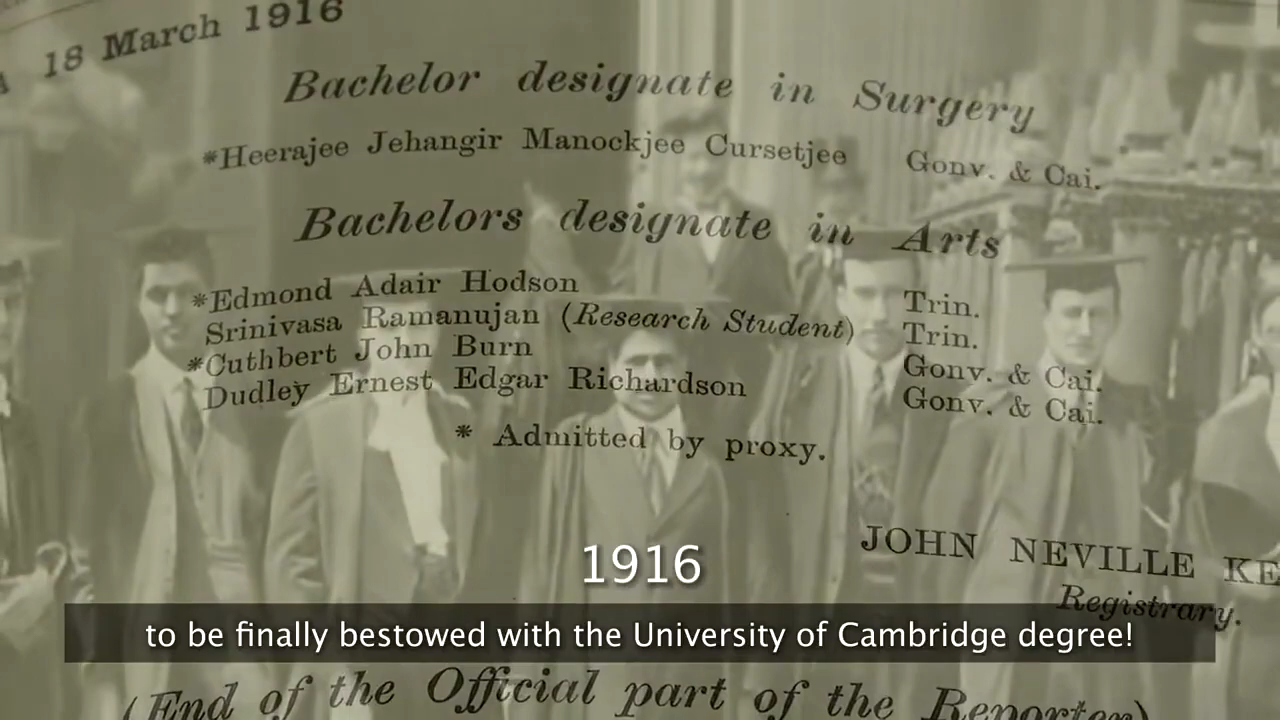 18 March 1916
Bachelor designate in Surgery
*Heerajee Jehangir Manockjee Cursetjee Gonv. & Cai.
Bachelors designate in Arts
*Edmond Adair Hodson Trin.
Srinivasa Ramanujan (Research Student) Trin.
*Cuthbert John Burn Gonv. & Cai.
Dudley Ernest Edgar Richardson Gonv. & Cai.
* Admitted by proxy.
JOHN NEVILLE KE
Registrary.
1916
to be finally bestowed with the University of Cambridge degree!
(End of the Official part of the Reporter)